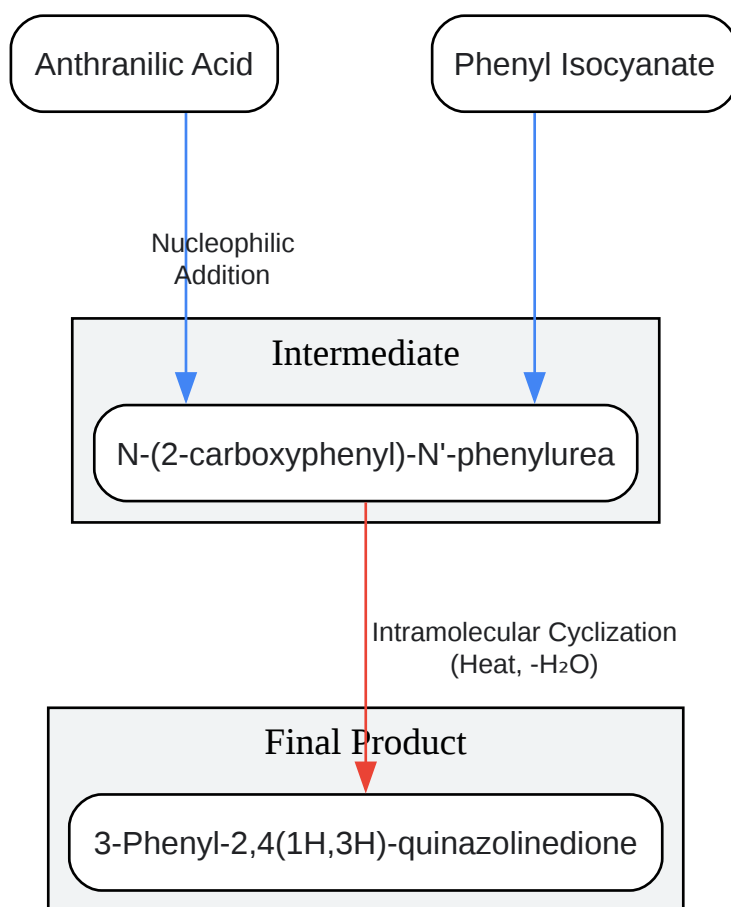 Anthranilic Acid
Phenyl Isocyanate
Nucleophilic
Addition
Intermediate
N-(2-carboxyphenyl)-N'-phenylurea
Intramolecular Cyclization
(Heat, -H₂O)
Final Product
3-Phenyl-2,4(1H,3H)-quinazolinedione